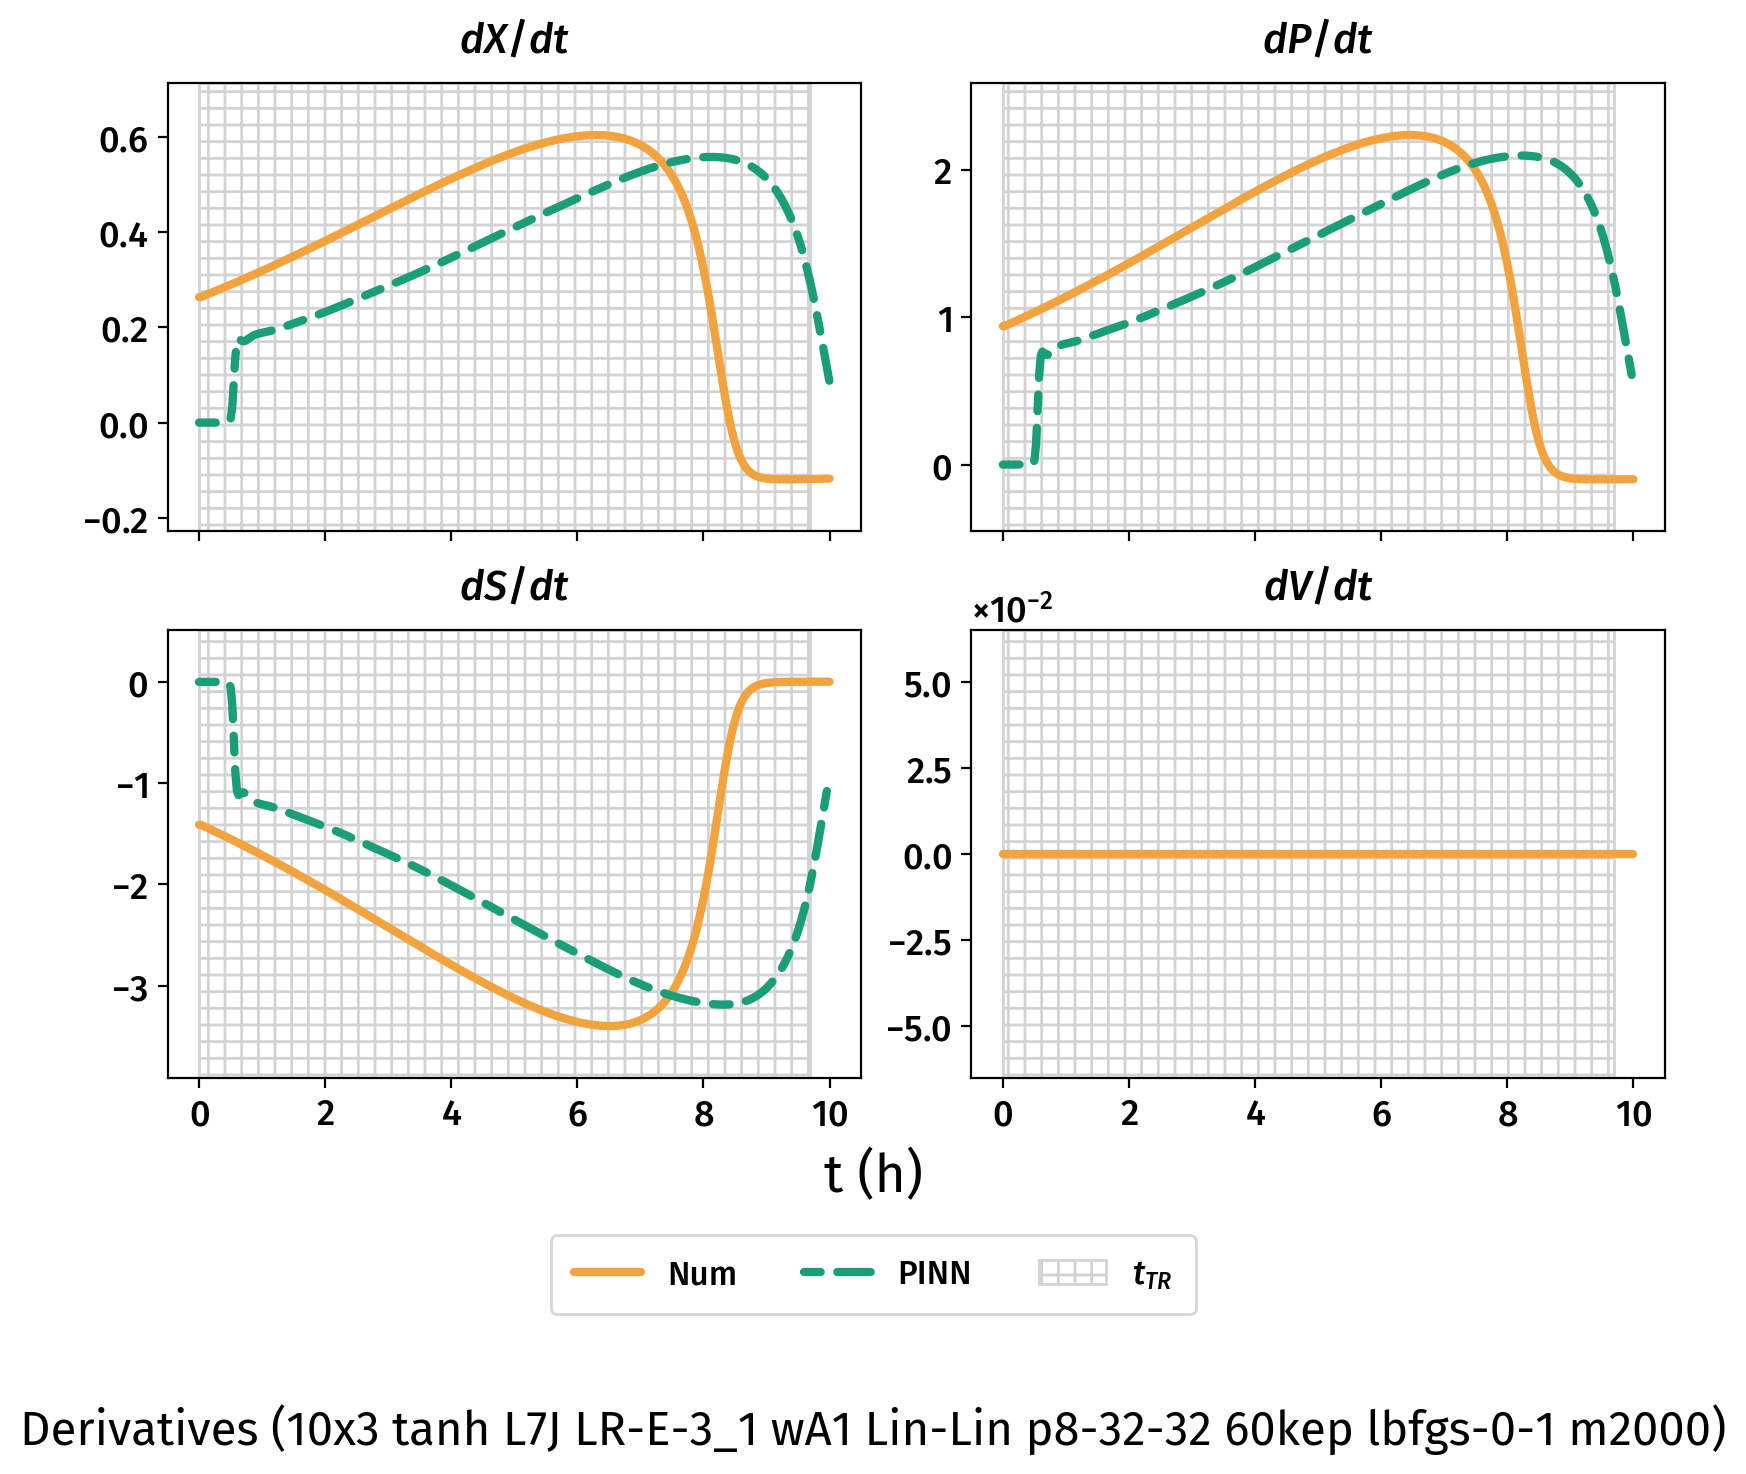 dX/dt
dP/dt
0.6
0.4
0.2
0.0
−0.2
2
1
0
dS/dt
dV/dt
×10⁻²
0
−1
−2
−3
5.0
2.5
0.0
−2.5
−5.0
0 2 4 6 8 10
0 2 4 6 8 10
t (h)
Num PINN t_TR
Derivatives (10x3 tanh L7J LR-E-3_1 wA1 Lin-Lin p8-32-32 60kep lbfgs-0-1 m2000)